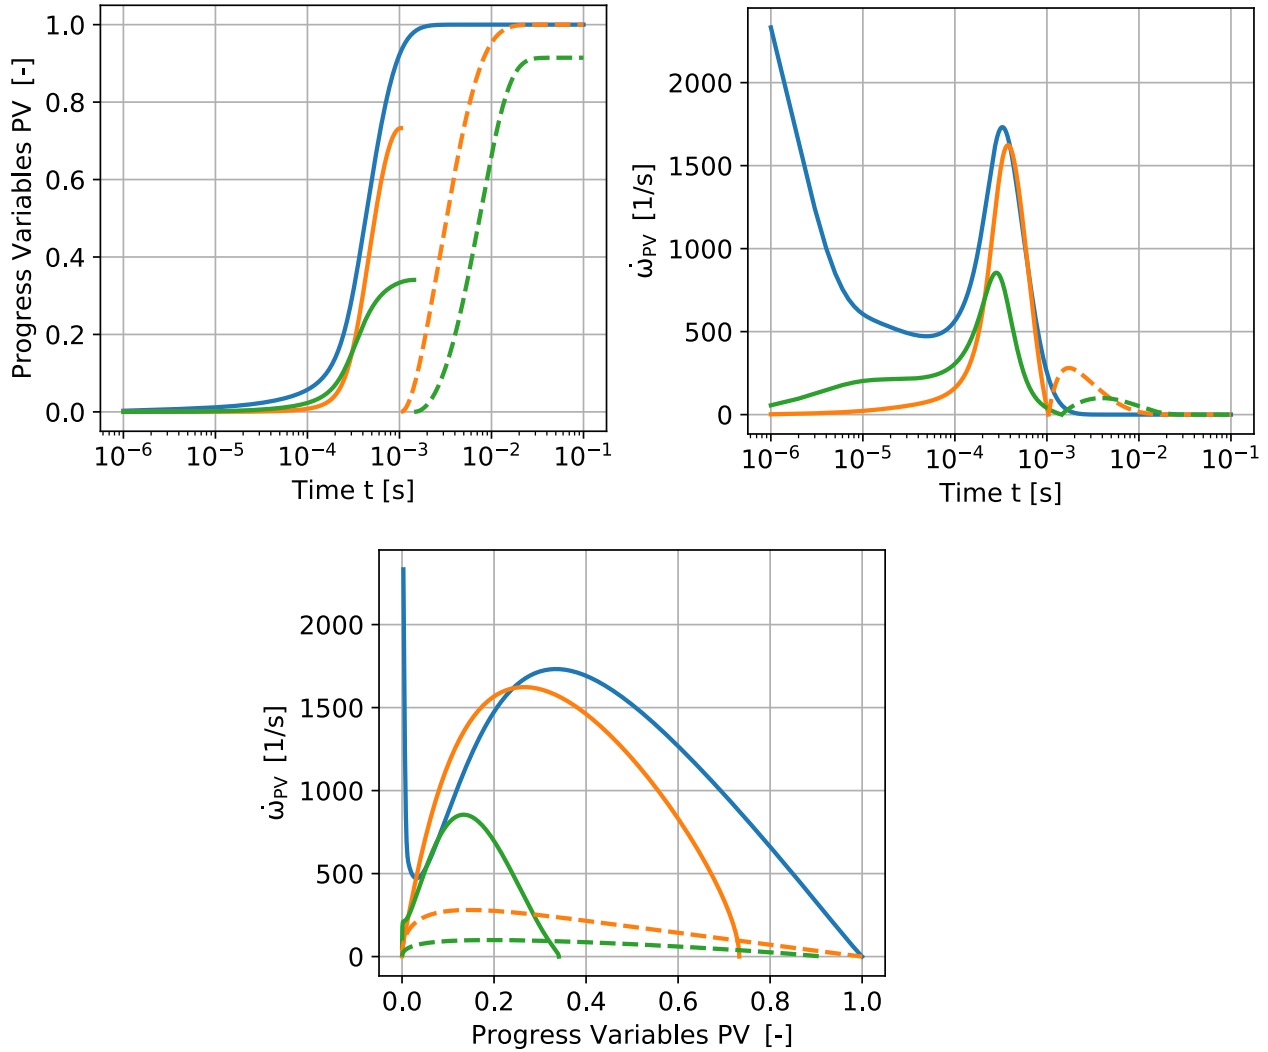 Progress Variables PV [-]
1.0
0.8
0.6
0.4
0.2
0.0
10⁻⁶ 10⁻⁵ 10⁻⁴ 10⁻³ 10⁻² 10⁻¹
Time t [s]
ω̇PV [1/s]
2000
1500
1000
500
0
10⁻⁶ 10⁻⁵ 10⁻⁴ 10⁻³ 10⁻² 10⁻¹
Time t [s]
ω̇PV [1/s]
2000
1500
1000
500
0
0.0 0.2 0.4 0.6 0.8 1.0
Progress Variables PV [-]